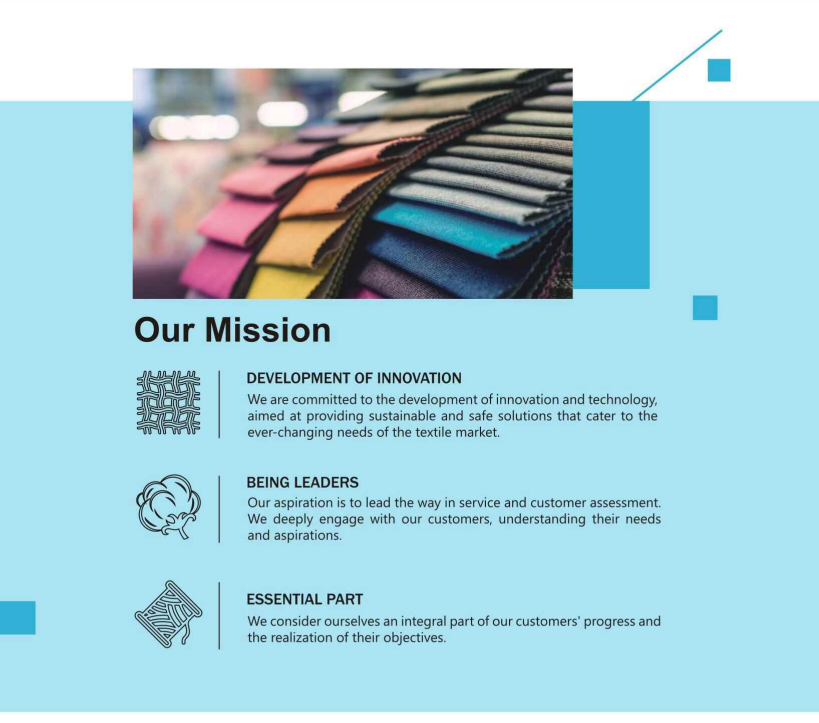 Our Mission
DEVELOPMENT OF INNOVATION
We are committed to the development of innovation and technology,
aimed at providing sustainable and safe solutions that cater to the
ever-changing needs of the textile market.
BEING LEADERS
Our aspiration is to lead the way in service and customer assessment.
We deeply engage with our customers, understanding their needs
and aspirations.
ESSENTIAL PART
We consider ourselves an integral part of our customers' progress and
the realization of their objectives.